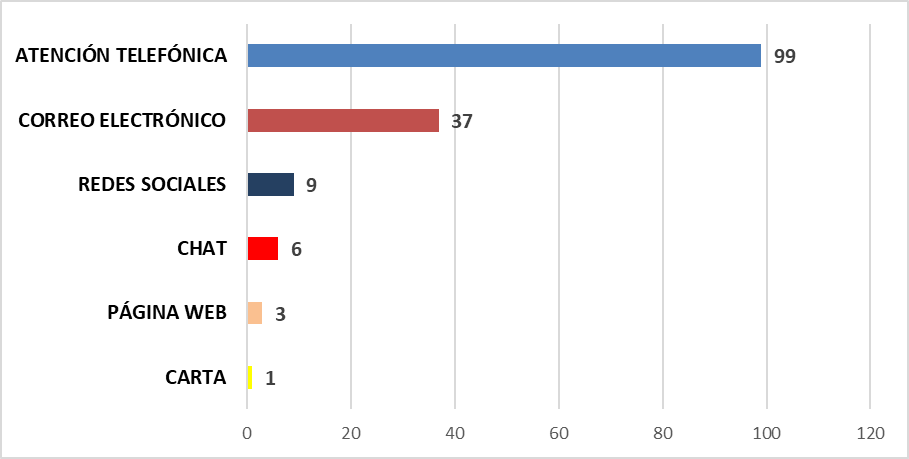 ATENCIÓN TELEFÓNICA 99
CORREO ELECTRÓNICO 37
REDES SOCIALES 9
CHAT 6
PÁGINA WEB 3
CARTA 1
0 20 40 60 80 100 120